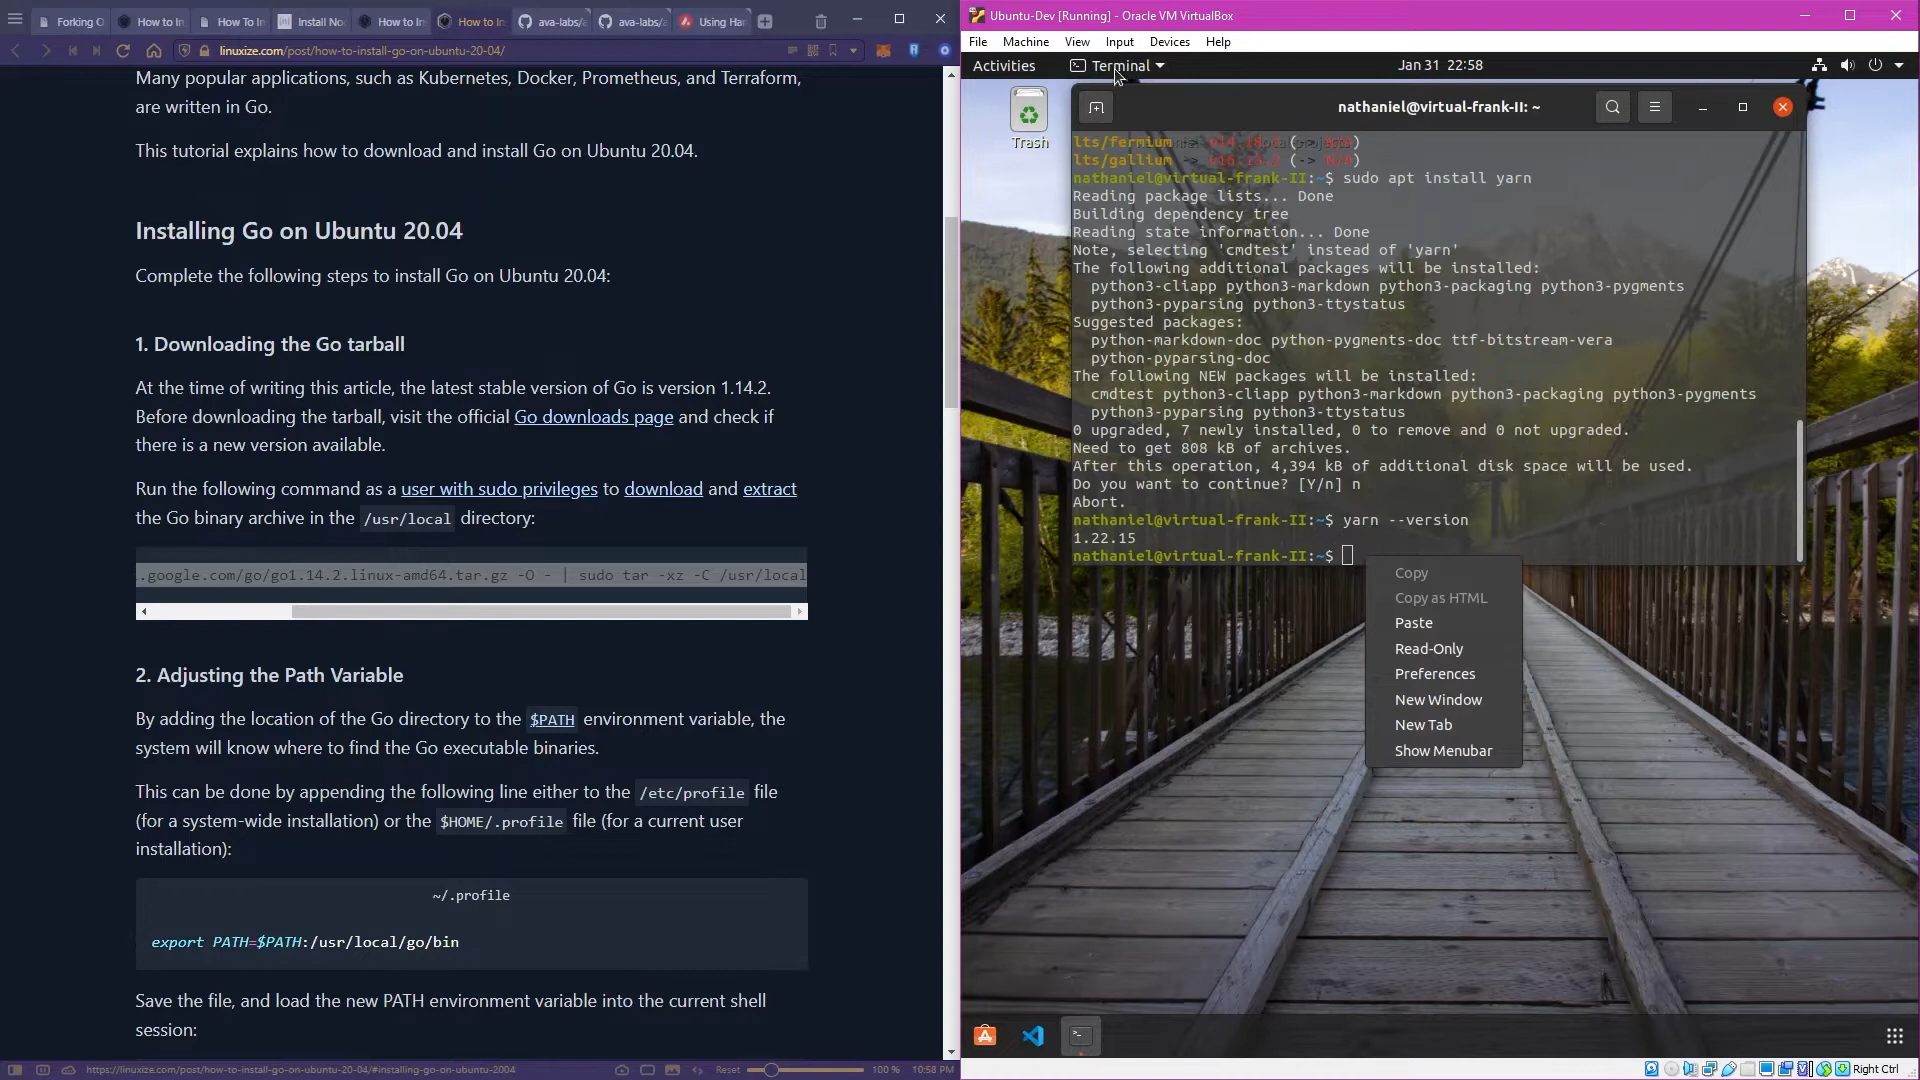 Forking O
How to In
How To In
Install No
How to In
How to In
ava-labs/
ava-labs/
Using Har
linuxize.com/post/how-to-install-go-on-ubuntu-20-04/
Many popular applications, such as Kubernetes, Docker, Prometheus, and Terraform,
are written in Go.
This tutorial explains how to download and install Go on Ubuntu 20.04.
Installing Go on Ubuntu 20.04
Complete the following steps to install Go on Ubuntu 20.04:
1. Downloading the Go tarball
At the time of writing this article, the latest stable version of Go is version 1.14.2.
Before downloading the tarball, visit the official Go downloads page and check if
there is a new version available.
Run the following command as a user with sudo privileges to download and extract
the Go binary archive in the /usr/local directory:
.google.com/go/go1.14.2.linux-amd64.tar.gz -O - | sudo tar -xz -C /usr/local
2. Adjusting the Path Variable
By adding the location of the Go directory to the $PATH environment variable, the
system will know where to find the Go executable binaries.
This can be done by appending the following line either to the /etc/profile file
(for a system-wide installation) or the $HOME/.profile file (for a current user
installation):
~/.profile
export PATH=$PATH:/usr/local/go/bin
Save the file, and load the new PATH environment variable into the current shell
session:
https://linuxize.com/post/how-to-install-go-on-ubuntu-20-04/#installing-go-on-ubuntu-2004
Reset
100 %
10:58 PM
Ubuntu-Dev [Running] - Oracle VM VirtualBox
File Machine View Input Devices Help
Activities
Terminal
Jan 31 22:58
Trash
nathaniel@virtual-frank-II: ~
lts/fermium
lts/gallium
nathaniel@virtual-frank-II:~$ sudo apt install yarn
Reading package lists... Done
Building dependency tree
Reading state information... Done
Note, selecting 'cmdtest' instead of 'yarn'
The following additional packages will be installed:
python3-cliapp python3-markdown python3-packaging python3-pygments
python3-pyparsing python3-ttystatus
Suggested packages:
python-markdown-doc python-pygments-doc ttf-bitstream-vera
python-pyparsing-doc
The following NEW packages will be installed:
cmdtest python3-cliapp python3-markdown python3-packaging python3-pygments
python3-pyparsing python3-ttystatus
0 upgraded, 7 newly installed, 0 to remove and 0 not upgraded.
Need to get 808 kB of archives.
After this operation, 4,394 kB of additional disk space will be used.
Do you want to continue? [Y/n] n
Abort.
nathaniel@virtual-frank-II:~$ yarn --version
1.22.15
nathaniel@virtual-frank-II:~$
Copy
Copy as HTML
Paste
Read-Only
Preferences
New Window
New Tab
Show Menubar
Right Ctrl